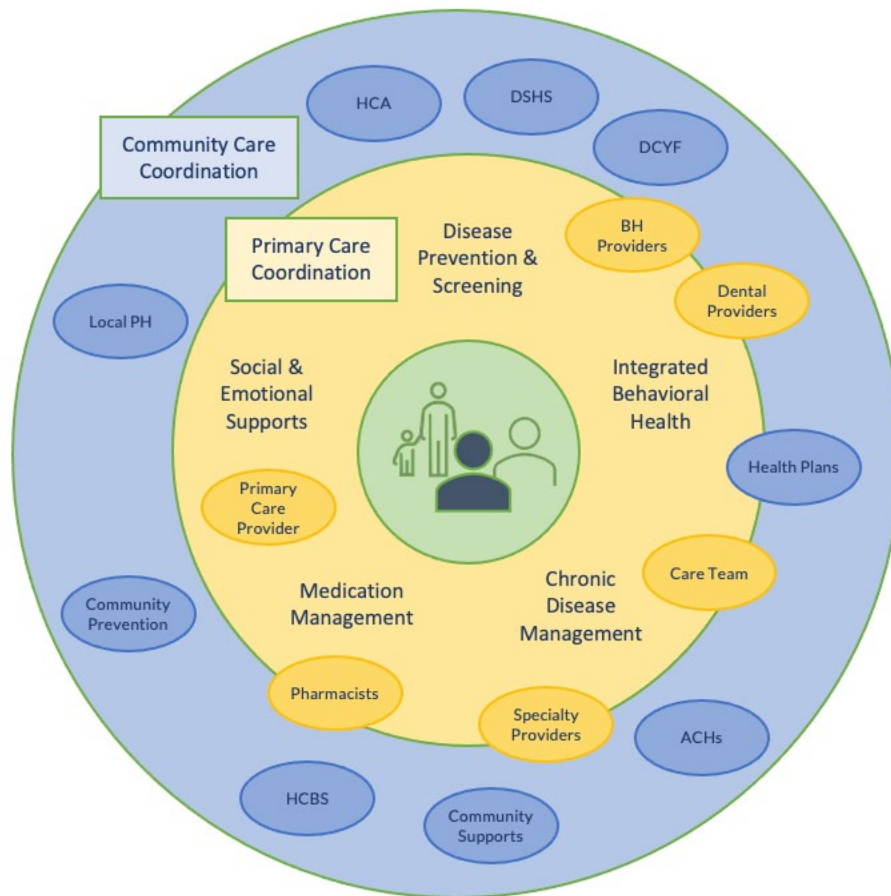 HCA
DSHS
DCYF
Community Care
Coordination
Primary Care
Coordination
Disease
Prevention &
Screening
BH
Providers
Dental
Providers
Local PH
Social &
Emotional
Supports
Integrated
Behavioral
Health
Health Plans
Primary
Care
Provider
Care Team
Community
Prevention
Medication
Management
Chronic
Disease
Management
Pharmacists
Specialty
Providers
ACHs
HCBS
Community
Supports